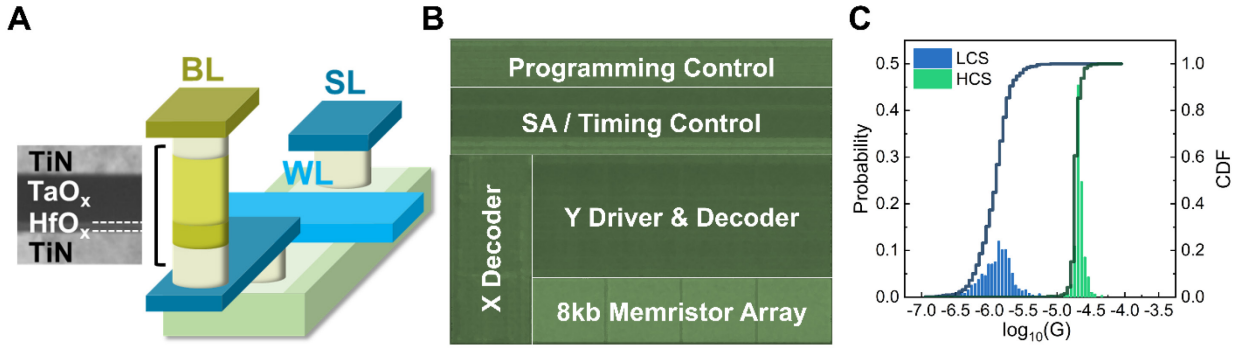 A
BL
SL
WL
TiN
TaOₓ
HfOₓ
TiN
B
Programming Control
SA / Timing Control
X Decoder
Y Driver & Decoder
8kb Memristor Array
C
LCS
HCS
Probability
0.5
0.4
0.3
0.2
0.1
0.0
CDF
1.0
0.8
0.6
0.4
0.2
0.0
-7.0 -6.5 -6.0 -5.5 -5.0 -4.5 -4.0 -3.5
log₁₀(G)